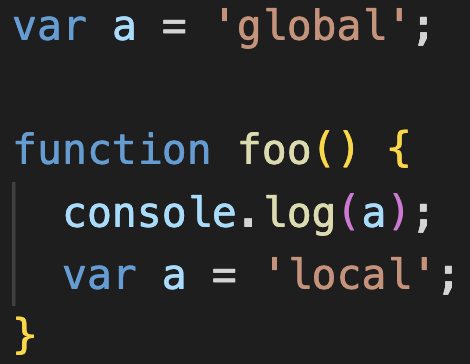 var a = 'global';

function foo() {
  console.log(a);
  var a = 'local';
}